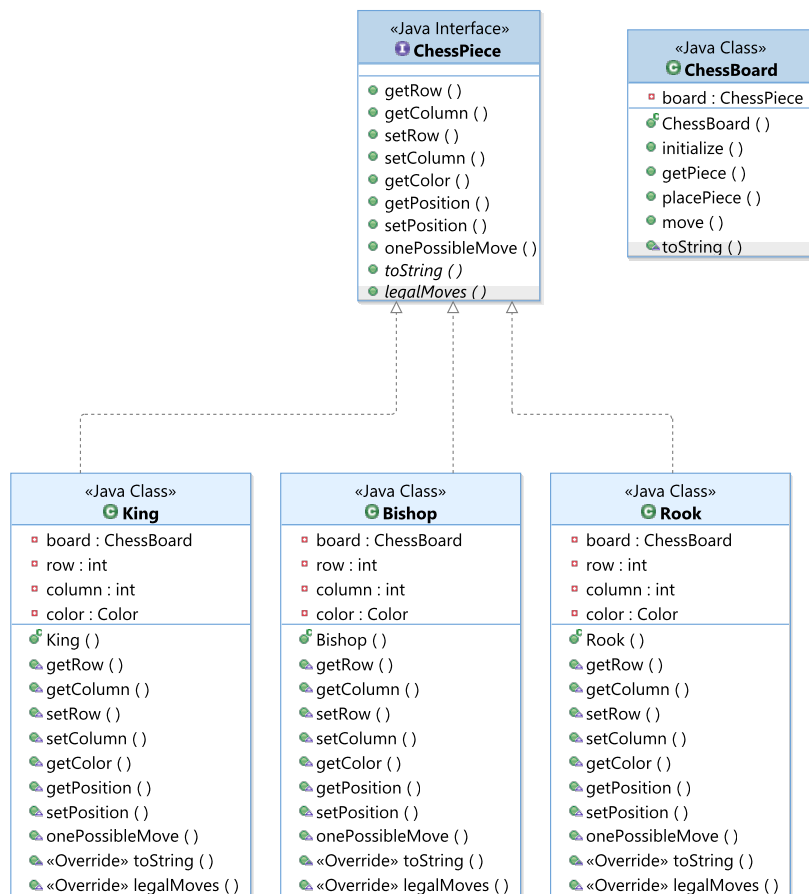 «Java Interface»
I ChessPiece
getRow ( )
getColumn ( )
setRow ( )
setColumn ( )
getColor ( )
getPosition ( )
setPosition ( )
onePossibleMove ( )
toString ( )
legalMoves ( )
«Java Class»
C ChessBoard
board : ChessPiece
C ChessBoard ( )
initialize ( )
getPiece ( )
placePiece ( )
move ( )
toString ( )
«Java Class»
C King
board : ChessBoard
row : int
column : int
color : Color
C King ( )
getRow ( )
getColumn ( )
setRow ( )
setColumn ( )
getColor ( )
getPosition ( )
setPosition ( )
onePossibleMove ( )
«Override» toString ( )
«Override» legalMoves ( )
«Java Class»
C Bishop
board : ChessBoard
row : int
column : int
color : Color
C Bishop ( )
getRow ( )
getColumn ( )
setRow ( )
setColumn ( )
getColor ( )
getPosition ( )
setPosition ( )
onePossibleMove ( )
«Override» toString ( )
«Override» legalMoves ( )
«Java Class»
C Rook
board : ChessBoard
row : int
column : int
color : Color
C Rook ( )
getRow ( )
getColumn ( )
setRow ( )
setColumn ( )
getColor ( )
getPosition ( )
setPosition ( )
onePossibleMove ( )
«Override» toString ( )
«Override» legalMoves ( )